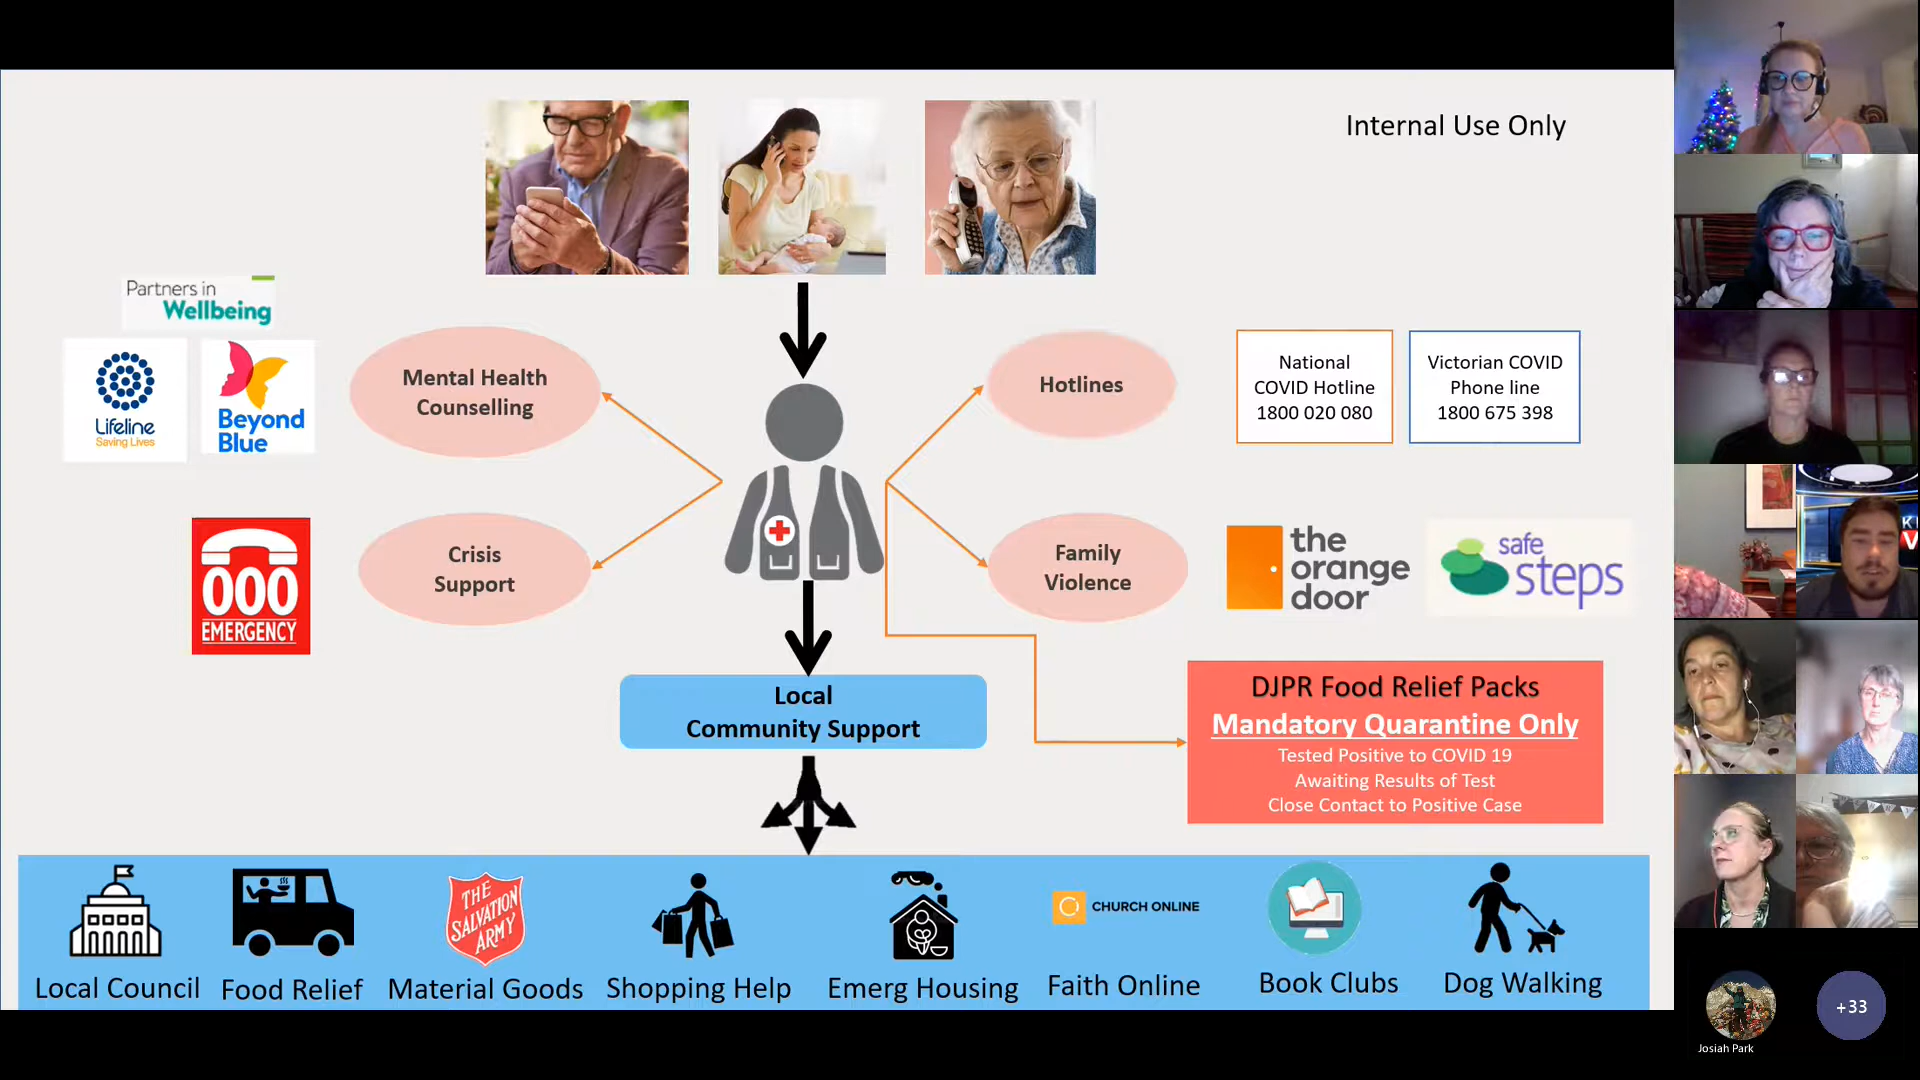 Internal Use Only
Partners in
Wellbeing
Lifeline
Saving Lives
Beyond
Blue
Mental Health
Counselling
Hotlines
National
COVID Hotline
1800 020 080
Victorian COVID
Phone line
1800 675 398
000
EMERGENCY
Crisis
Support
Family
Violence
the
orange
door
safe
steps
Local
Community Support
DJPR Food Relief Packs
Mandatory Quarantine Only
Tested Positive to COVID 19
Awaiting Results of Test
Close Contact to Positive Case
THE
SALVATION
ARMY
CHURCH ONLINE
Local Council
Food Relief
Material Goods
Shopping Help
Emerg Housing
Faith Online
Book Clubs
Dog Walking
Josiah Park
+33